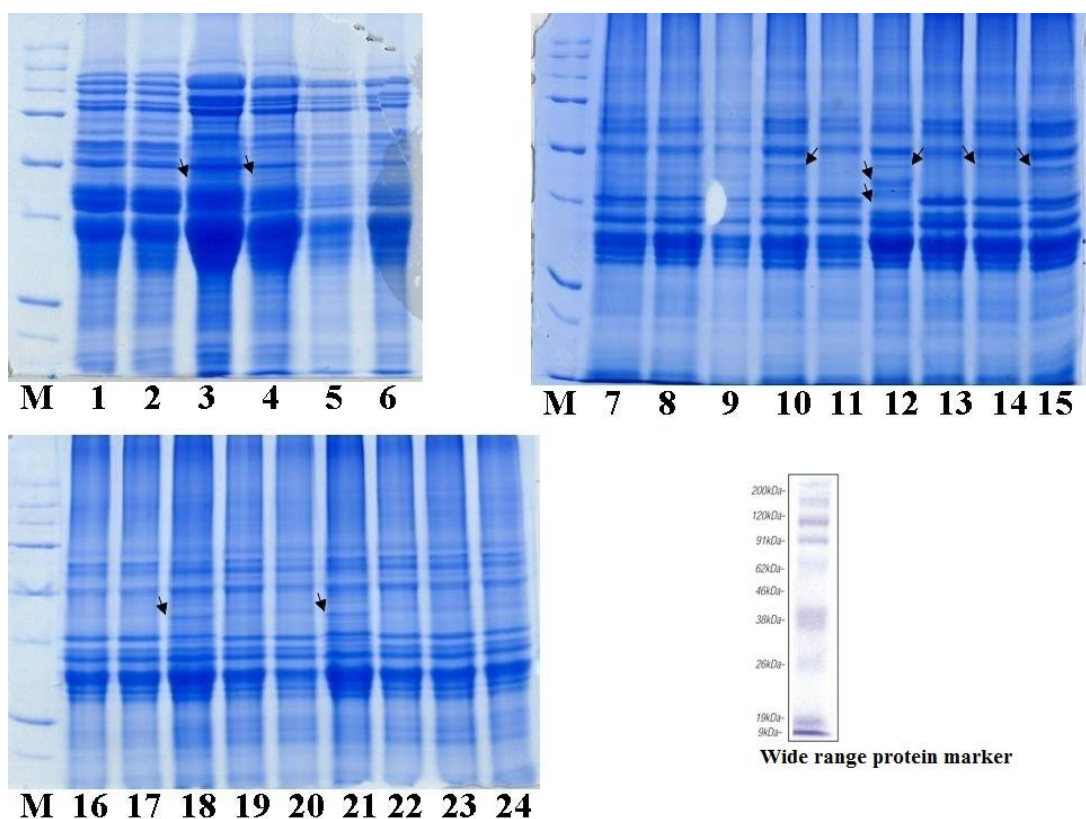 M 1 2 3 4 5 6
M 7 8 9 10 11 12 13 14 15
M 16 17 18 19 20 21 22 23 24
200kDa-
120kDa-
91kDa-
62kDa-
46kDa-
38kDa-
26kDa-
19kDa-
9kDa-
Wide range protein marker